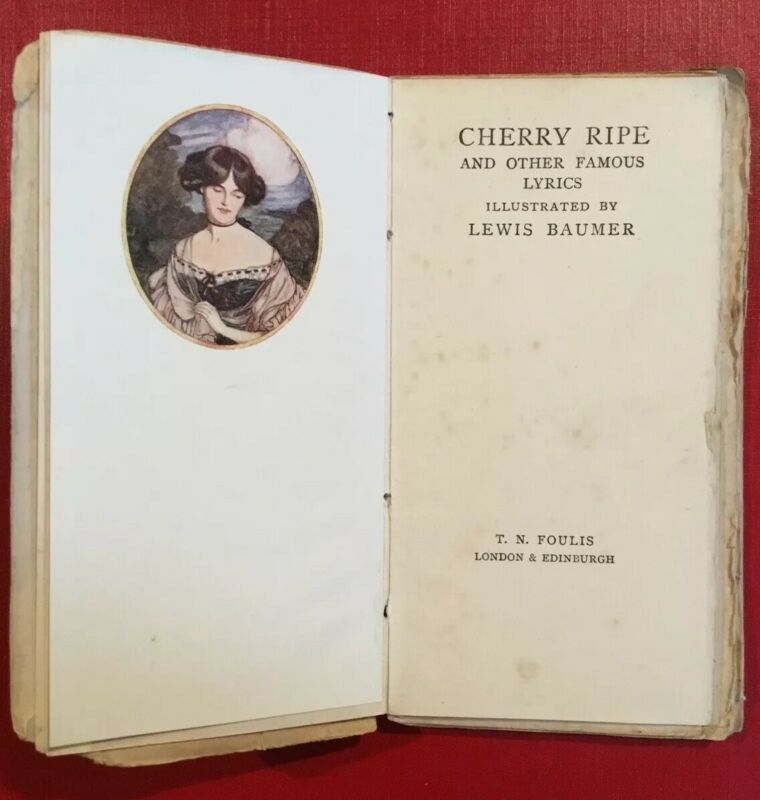 CHERRY RIPE
AND OTHER FAMOUS
LYRICS
ILLUSTRATED BY
LEWIS BAUMER
T. N. FOULIS
LONDON & EDINBURGH